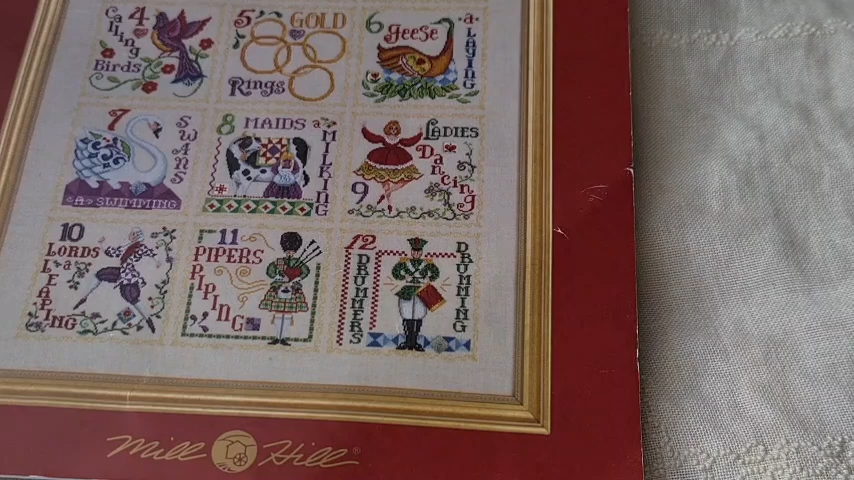 4 Calling Birds
5 GOLD Rings
6 Geese a LAYING
7 SWANS A SWIMMING
8 MAIDS a MILKING
9 LADIES Dancing
10 LORDS a LEAPING
11 PIPERS PIPING
12 DRUMMERS DRUMMING
Mill Hill®